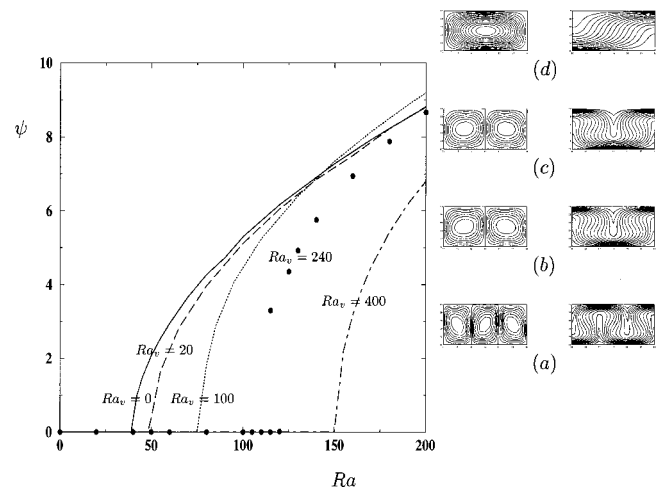 10
8
6
4
2
0
ψ
Ra_v = 0
Ra_v = 20
Ra_v = 100
Ra_v = 240
Ra_v = 400
0
50
100
150
200
Ra
(d)
(c)
(b)
(a)